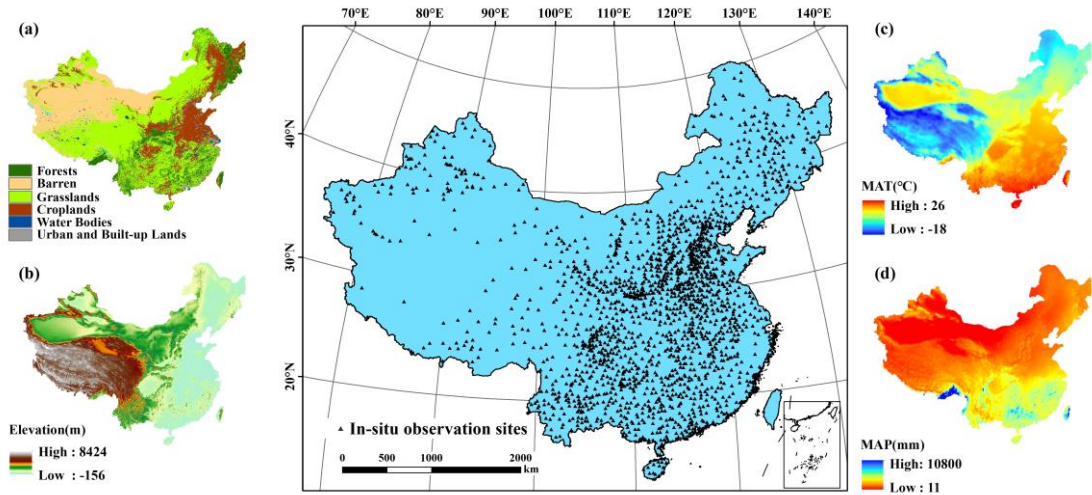 (a)
Forests
Barren
Grasslands
Croplands
Water Bodies
Urban and Built-up Lands
(b)
Elevation(m)
High : 8424
Low : -156
70°E 80°E 90°E 100°E 110°E 120°E 130°E 140°E
40°N
30°N
20°N
In-situ observation sites
0 500 1000 2000
km
(c)
MAT(°C)
High : 26
Low : -18
(d)
MAP(mm)
High: 10800
Low : 11